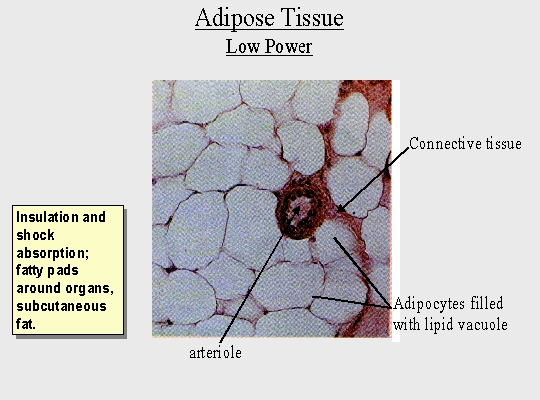 Adipose Tissue
Low Power
Connective tissue
Insulation and
shock
absorption;
fatty pads
around organs,
subcutaneous
fat.
Adipocytes filled
with lipid vacuole
arteriole